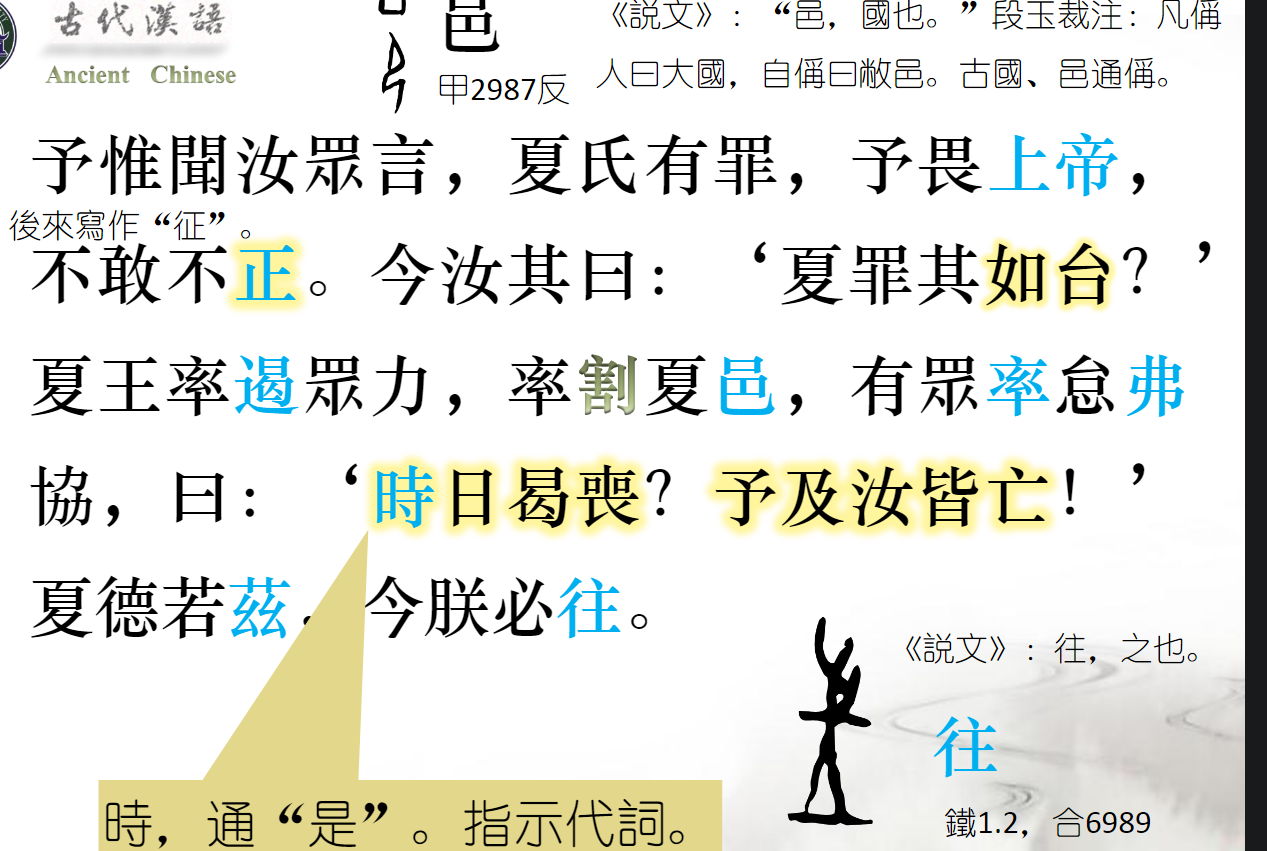 古代漢語
Ancient Chinese
邑
甲2987反
《説文》：“邑，國也。”段玉裁注：凡偁
人曰大國，自偁曰敝邑。古國、邑通偁。
予惟聞汝眾言，夏氏有罪，予畏上帝，
後來寫作“征”。
不敢不正。今汝其曰：‘夏罪其如台？’
夏王率遏眾力，率割夏邑，有眾率怠弗
協，曰：‘時日曷喪？予及汝皆亡！’
夏德若茲，今朕必往。
《説文》：往，之也。
往
鐵1.2，合6989
時，通“是”。指示代詞。